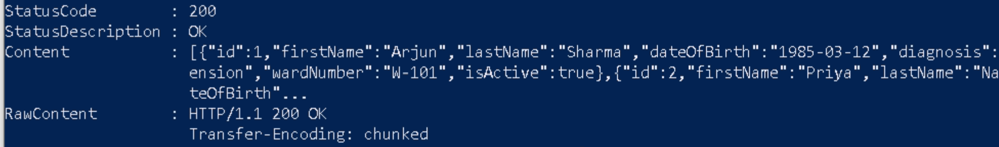 StatusCode : 200
StatusDescription : OK
Content : [{"id":1,"firstName":"Arjun","lastName":"Sharma","dateOfBirth":"1985-03-12","diagnosis":
ension","wardNumber":"W-101","isActive":true},{"id":2,"firstName":"Priya","lastName":"Na
teOfBirth"...
RawContent : HTTP/1.1 200 OK
Transfer-Encoding: chunked